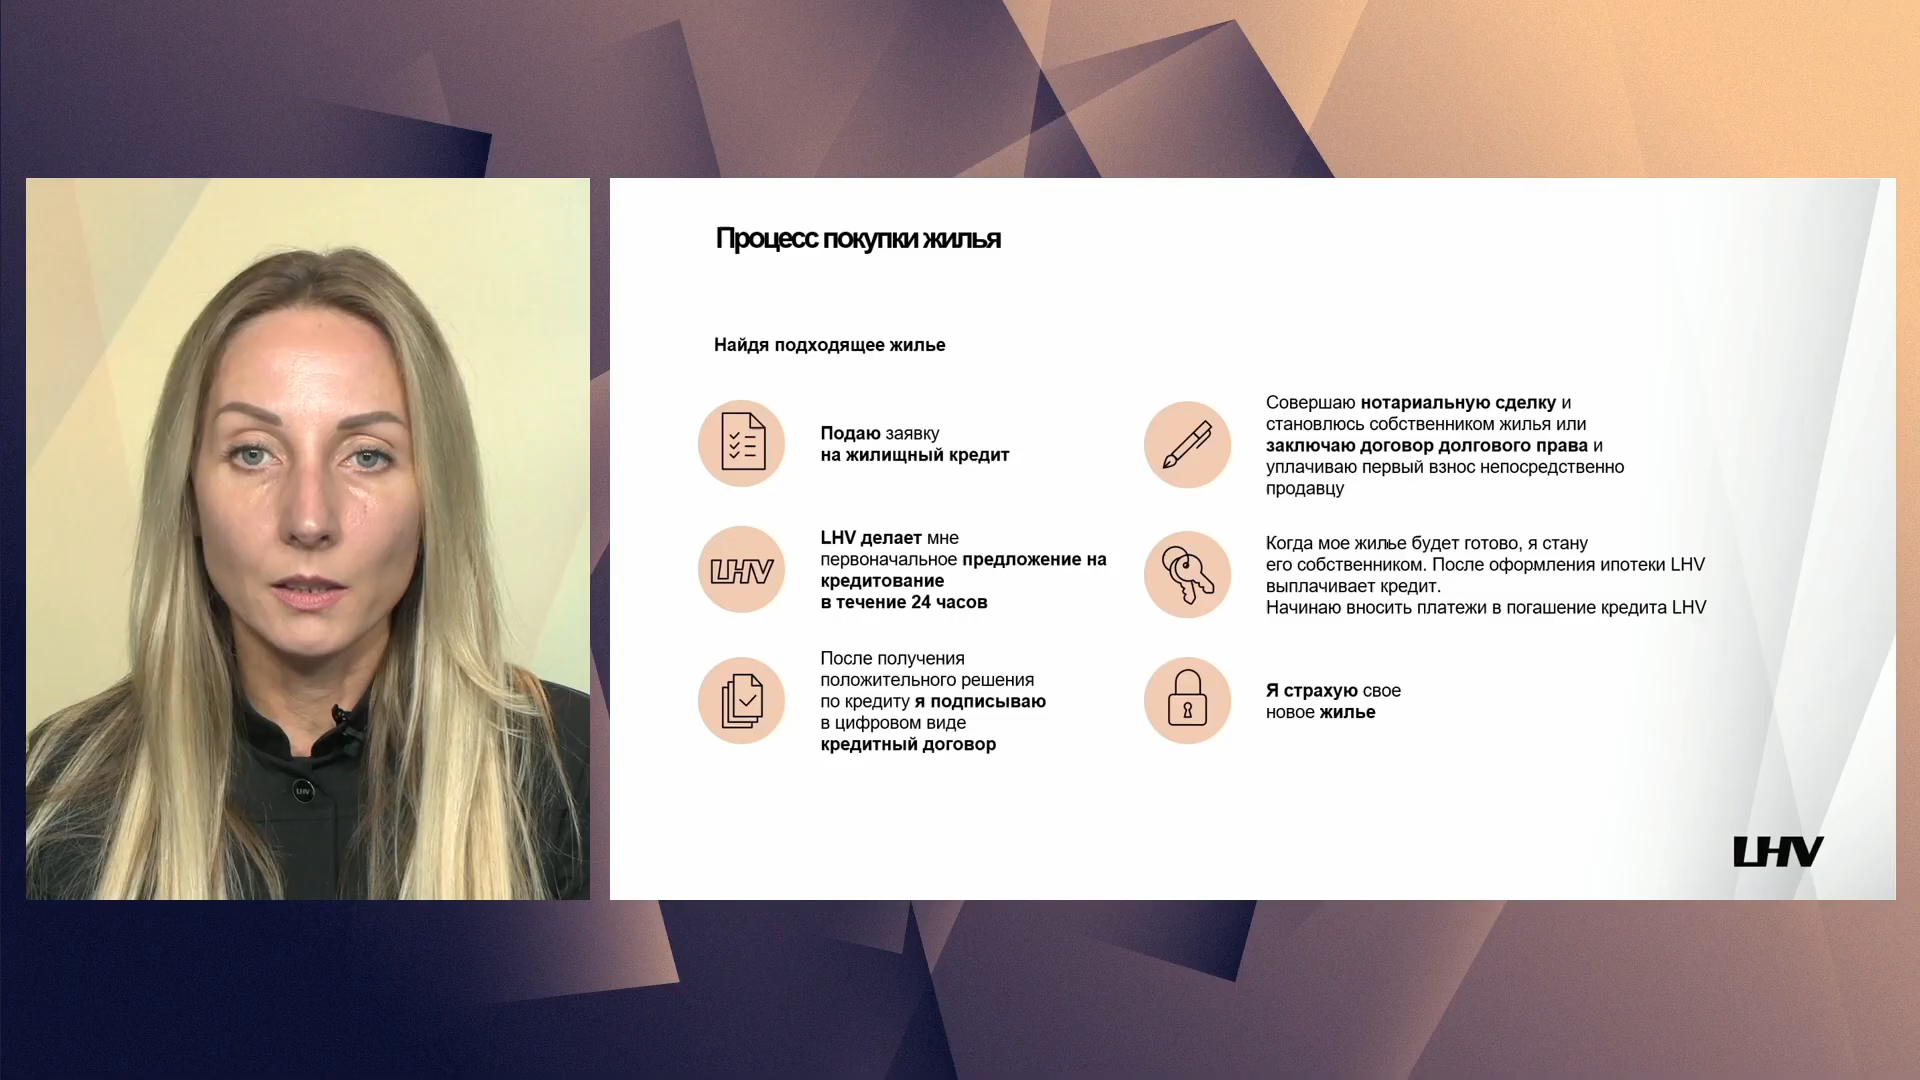 Процесс покупки жилья
Найдя подходящее жилье
Подаю заявку
на жилищный кредит
LHV
LHV делает мне
первоначальное предложение на
кредитование
в течение 24 часов
После получения
положительного решения
по кредиту я подписываю
в цифровом виде
кредитный договор
Совершаю нотариальную сделку и
становлюсь собственником жилья или
заключаю договор долгового права и
уплачиваю первый взнос непосредственно
продавцу
Когда мое жилье будет готово, я стану
его собственником. После оформления ипотеки LHV
выплачивает кредит.
Начинаю вносить платежи в погашение кредита LHV
Я страхую свое
новое жилье
LHV
LHV